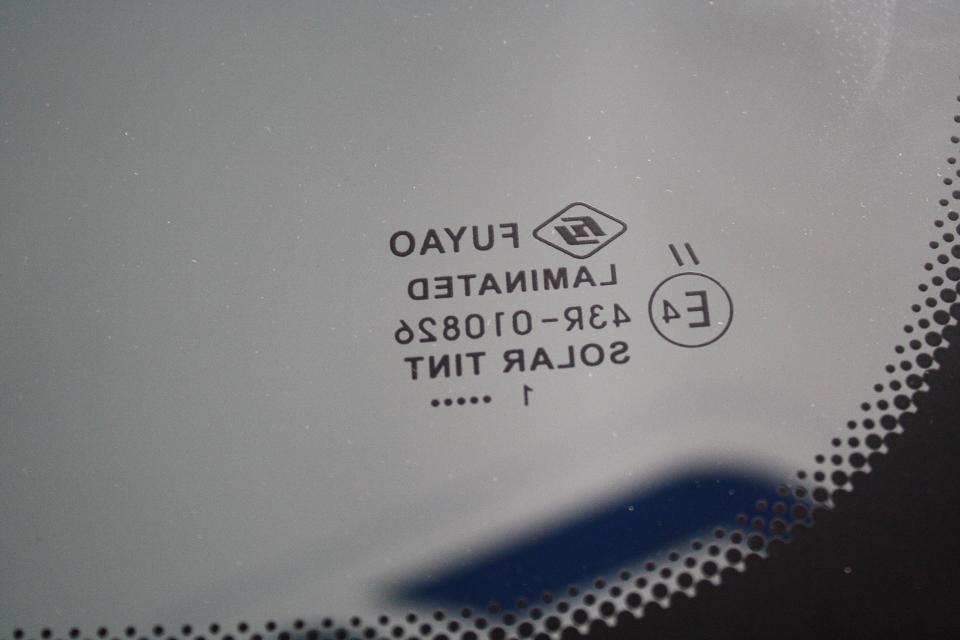 FUYAO
//
LAMINATED
E4
43R-010826
SOLAR TINT
1 •••••